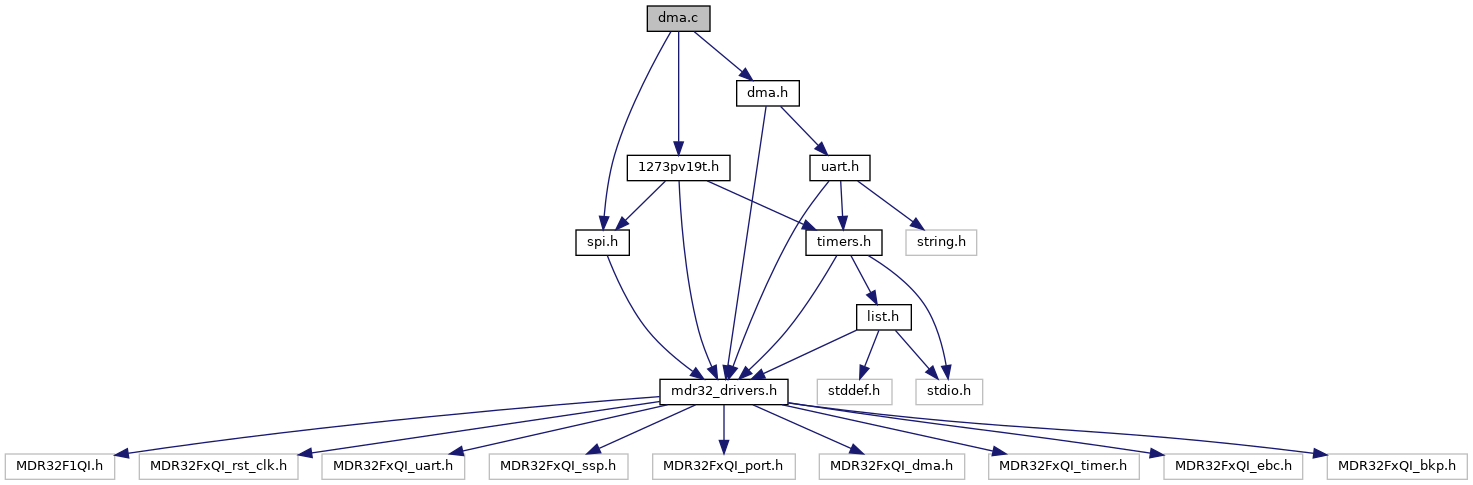 dma.c
dma.h
1273pv19t.h
uart.h
spi.h
timers.h
string.h
list.h
mdr32_drivers.h
stddef.h
stdio.h
MDR32F1QI.h
MDR32FxQI_rst_clk.h
MDR32FxQI_uart.h
MDR32FxQI_ssp.h
MDR32FxQI_port.h
MDR32FxQI_dma.h
MDR32FxQI_timer.h
MDR32FxQI_ebc.h
MDR32FxQI_bkp.h